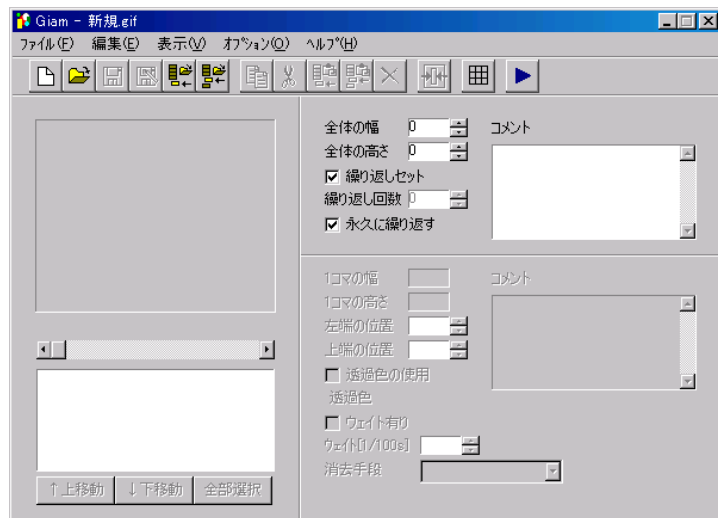 Giam - 新規.gif
ファイル(F) 編集(E) 表示(V) オプション(O) ヘルプ(H)
全体の幅 0 コメント
全体の高さ 0
繰り返しセット
繰り返し回数 0
永久に繰り返す
1コマの幅 コメント
1コマの高さ
左端の位置
上端の位置
透過色の使用
透過色
ウェイト有り
ウェイト[1/100s]
消去手段
↑上移動 ↓下移動 全部選択